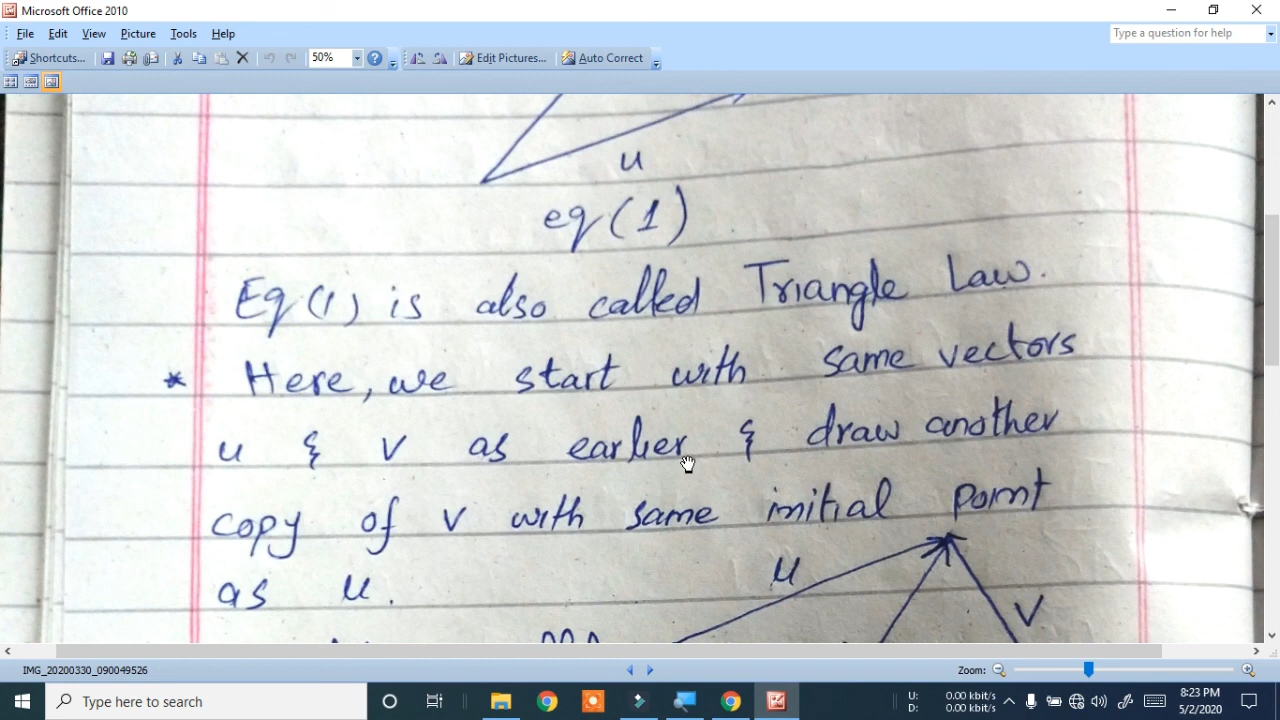 Microsoft Office 2010
File Edit View Picture Tools Help
Type a question for help
Shortcuts... 50% Edit Pictures... Auto Correct
u
eq(1)
Eq(1) is also called Triangle Law.
* Here, we start with same vectors
u & v as earlier & draw another
copy of v with same initial point
as u.
u
v
IMG_20200330_090049526
Zoom:
Type here to search
U: 0.00 kbit/s
D: 0.00 kbit/s
8:23 PM
5/2/2020